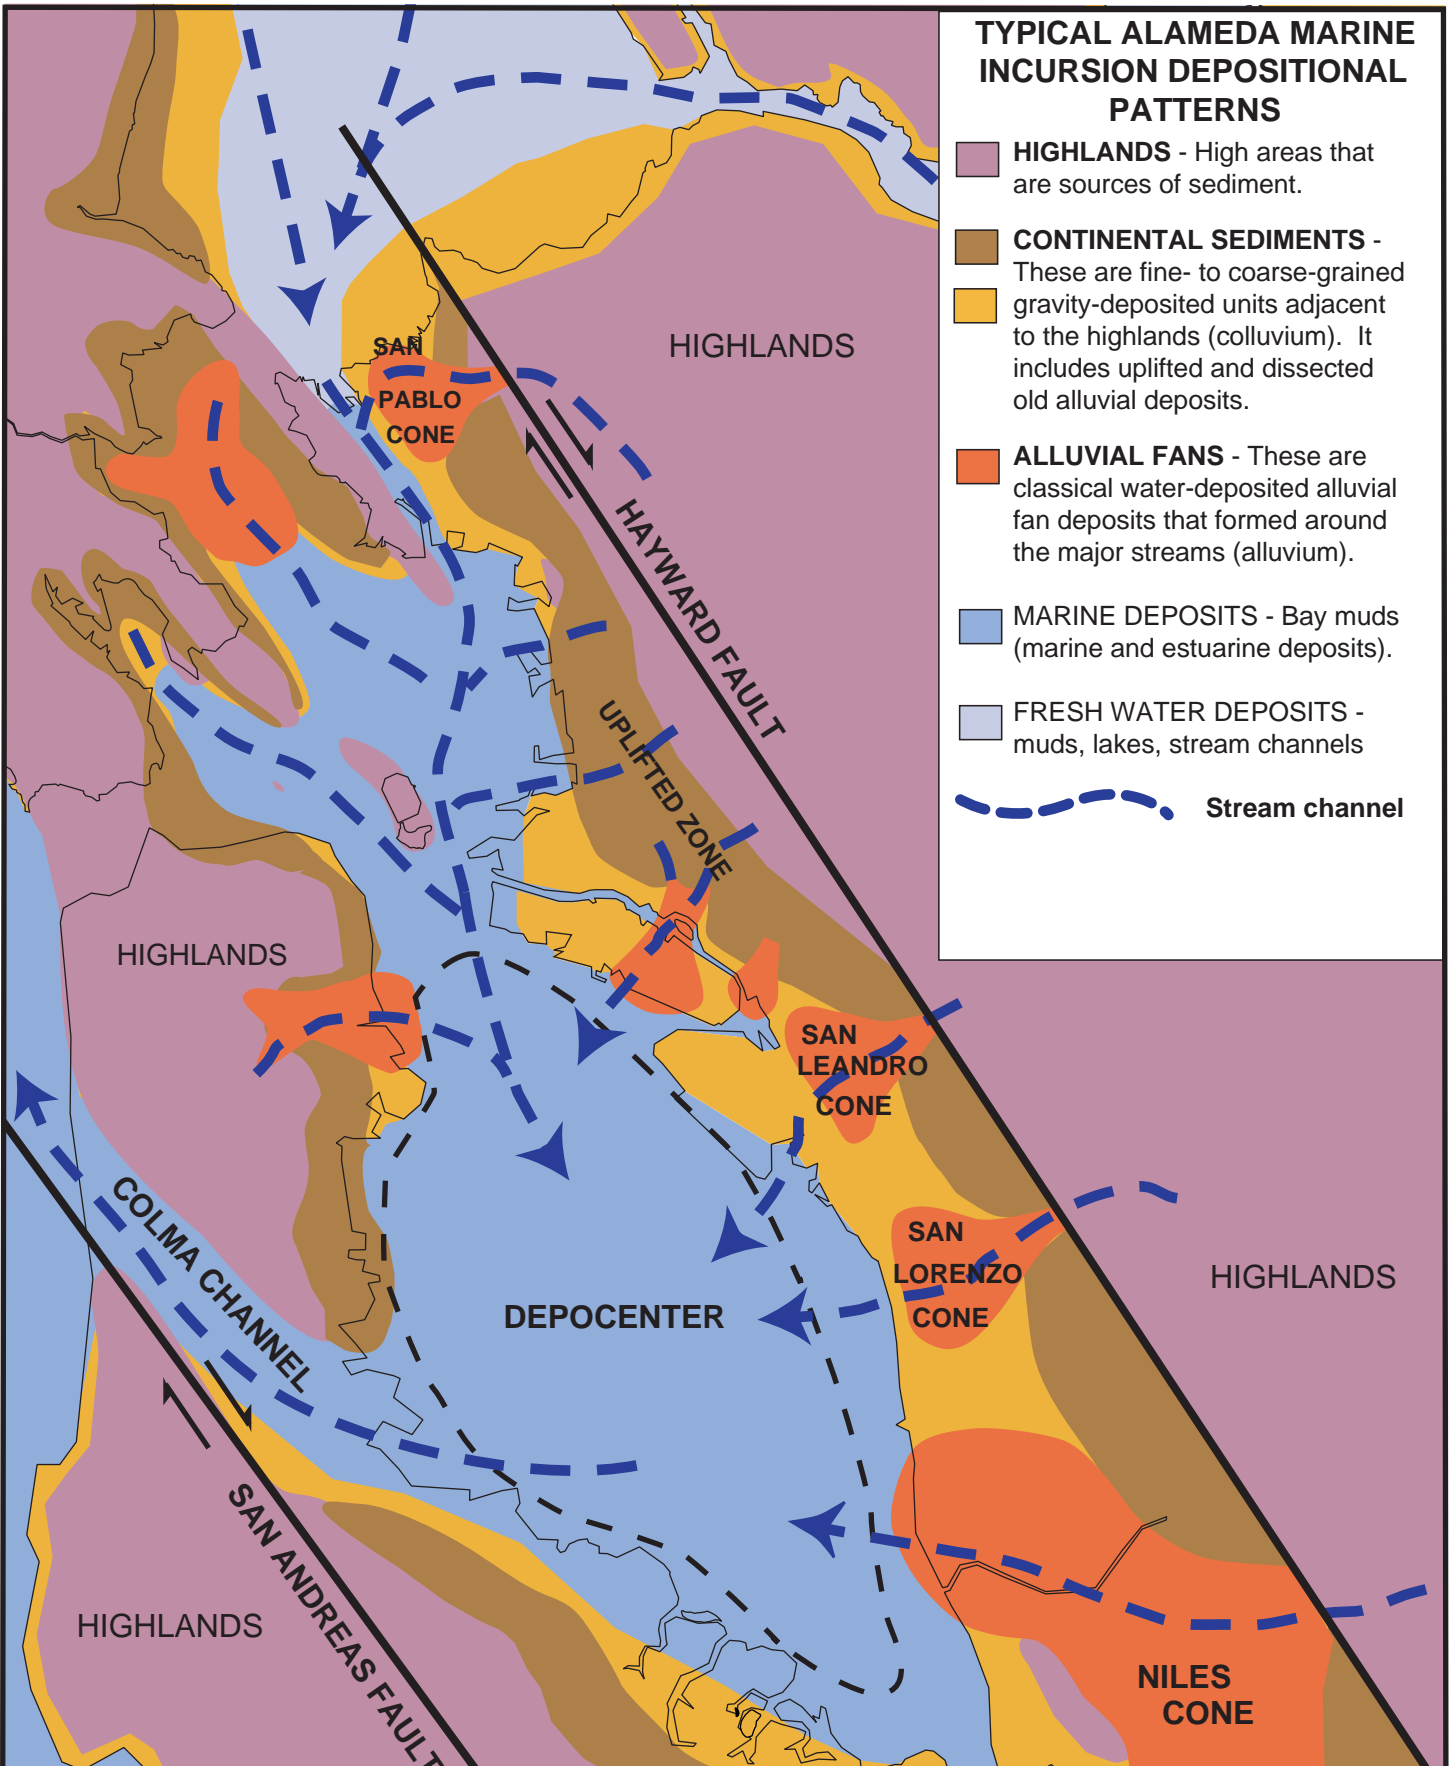 TYPICAL ALAMEDA MARINE
INCURSION DEPOSITIONAL
PATTERNS
HIGHLANDS - High areas that
are sources of sediment.
CONTINENTAL SEDIMENTS -
These are fine- to coarse-grained
gravity-deposited units adjacent
to the highlands (colluvium). It
includes uplifted and dissected
old alluvial deposits.
ALLUVIAL FANS - These are
classical water-deposited alluvial
fan deposits that formed around
the major streams (alluvium).
MARINE DEPOSITS - Bay muds
(marine and estuarine deposits).
FRESH WATER DEPOSITS -
muds, lakes, stream channels
Stream channel
HIGHLANDS
SAN
PABLO
CONE
HAYWARD FAULT
UPLIFTED ZONE
HIGHLANDS
SAN
LEANDRO
CONE
COLMA CHANNEL
SAN
LORENZO
CONE
HIGHLANDS
DEPOCENTER
SAN ANDREAS FAULT
HIGHLANDS
NILES
CONE